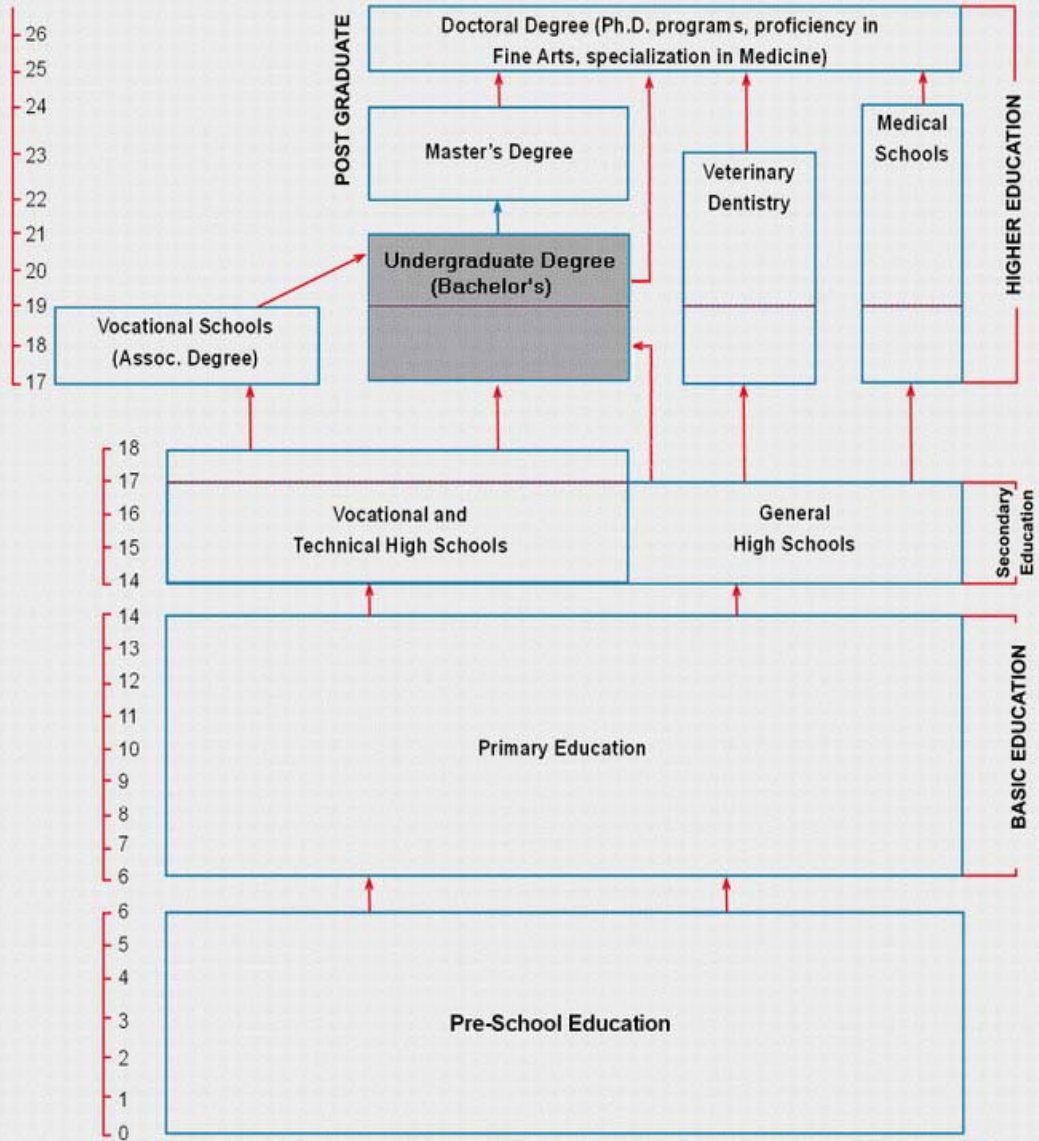 26
25
24
23
22
21
20
19
18
17
POST GRADUATE
Doctoral Degree (Ph.D. programs, proficiency in
Fine Arts, specialization in Medicine)
Master's Degree
Veterinary
Dentistry
Medical
Schools
HIGHER EDUCATION
Undergraduate Degree
(Bachelor's)
Vocational Schools
(Assoc. Degree)
18
17
16
15
14
Vocational and
Technical High Schools
General
High Schools
Secondary
Education
14
13
12
11
10
9
8
7
6
Primary Education
BASIC EDUCATION
6
5
4
3
2
1
0
Pre-School Education